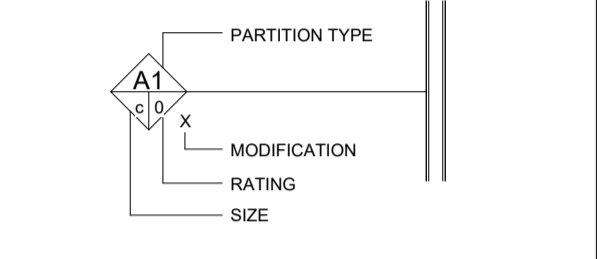 PARTITION TYPE
A1
c 0
X
MODIFICATION
RATING
SIZE